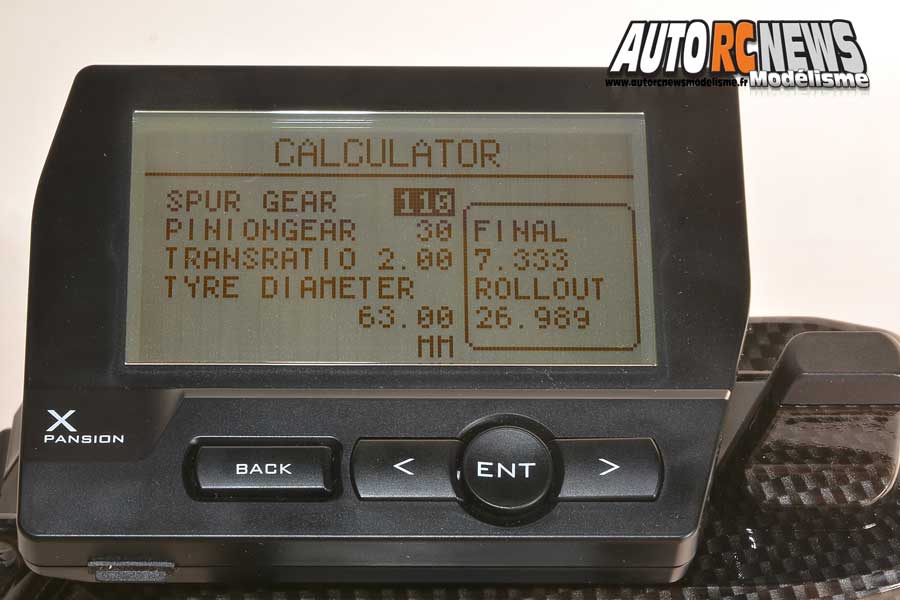 AUTO RC NEWS
www.autorcnewsmodelisme.fr Modélisme
CALCULATOR
SPUR GEAR 110
PINIONGEAR 30
TRANSRATIO 2.00
TYRE DIAMETER
63.00
MM
FINAL
7.333
ROLLOUT
26.989
X
PANSION
BACK
< ENT >